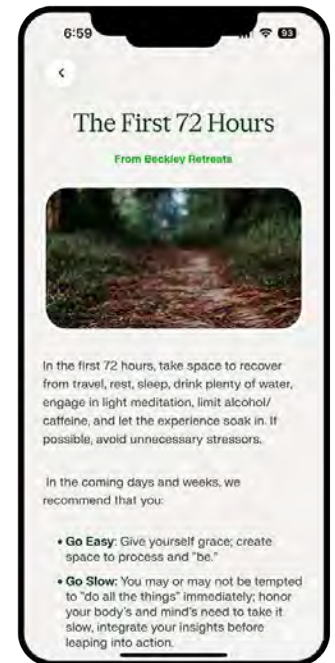 6:59
93
The First 72 Hours
From Beckley Retreats
In the first 72 hours, take space to recover
from travel, rest, sleep, drink plenty of water,
engage in light meditation, limit alcohol/
caffeine, and let the experience soak in. If
possible, avoid unnecessary stressors.
In the coming days and weeks, we
recommend that you:
• Go Easy: Give yourself grace; create
space to process and "be."
• Go Slow: You may or may not be tempted
to "do all the things" immediately; honor
your body's and mind's need to take it
slow, integrate your insights before
leaping into action.